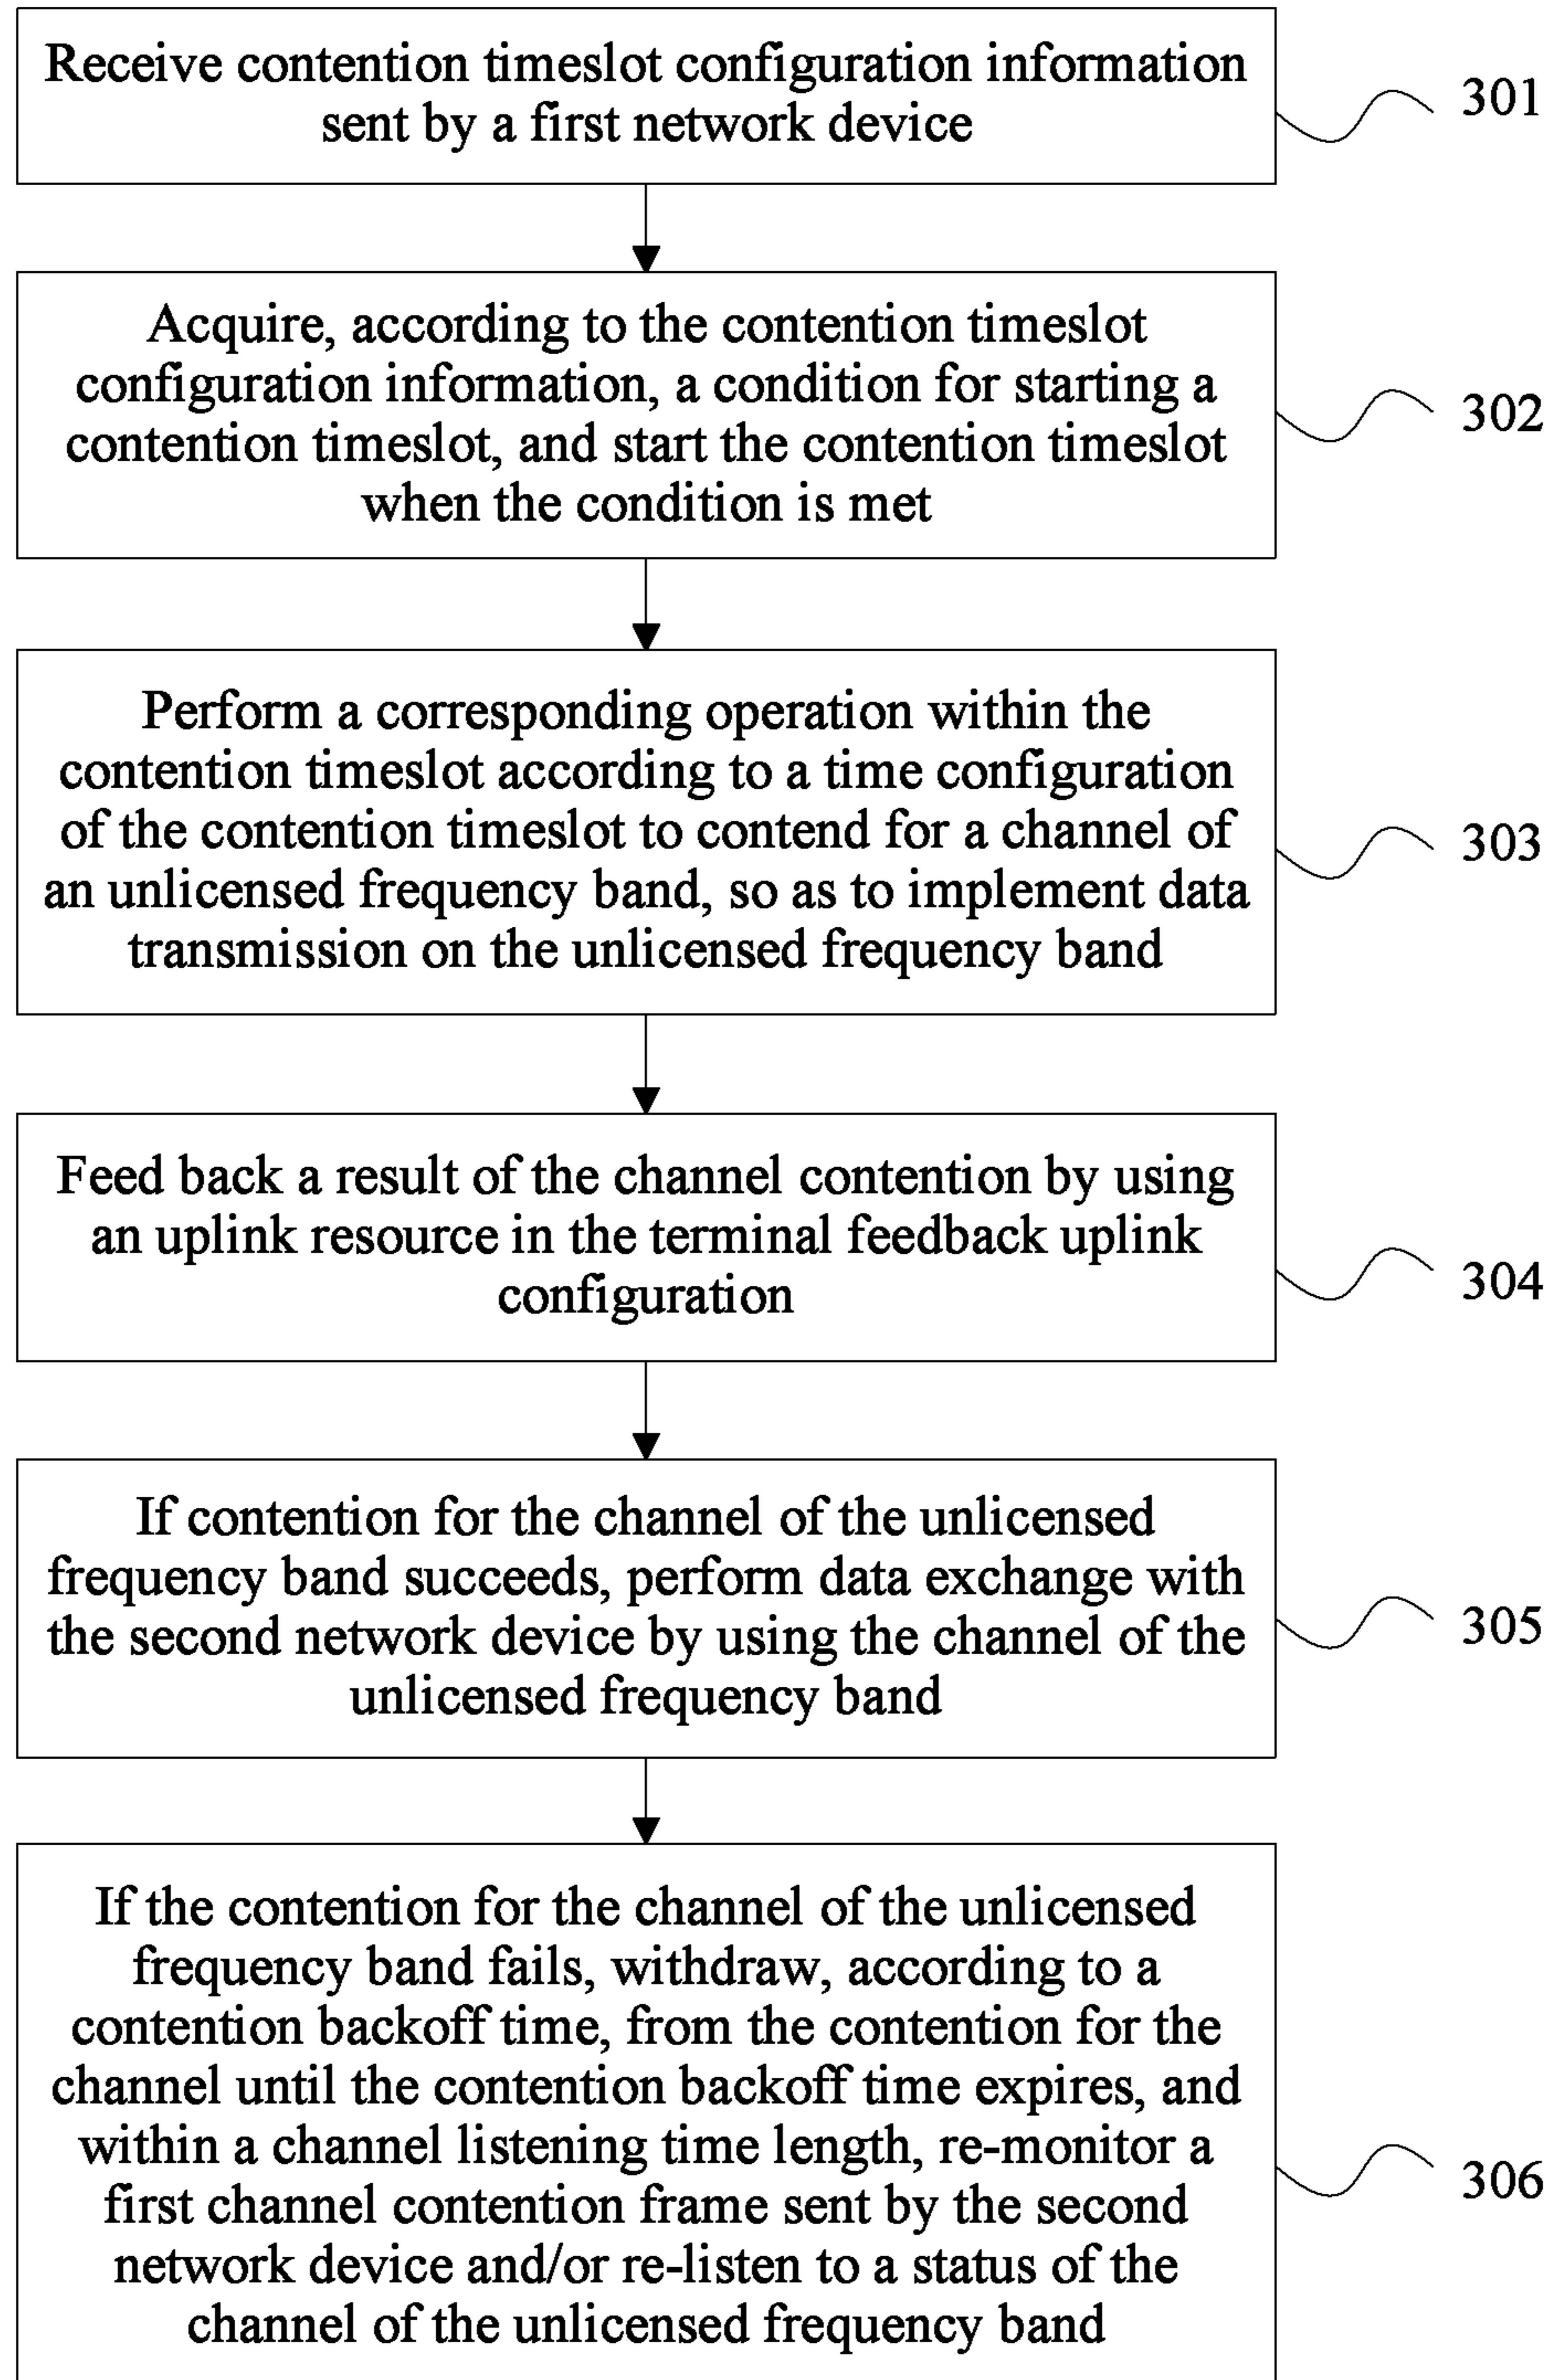 Receive contention timeslot configuration information
sent by a first network device
301
Acquire, according to the contention timeslot
configuration information, a condition for starting a
contention timeslot, and start the contention timeslot
when the condition is met
302
Perform a corresponding operation within the
contention timeslot according to a time configuration
of the contention timeslot to contend for a channel of
an unlicensed frequency band, so as to implement data
transmission on the unlicensed frequency band
303
Feed back a result of the channel contention by using
an uplink resource in the terminal feedback uplink
configuration
304
If contention for the channel of the unlicensed
frequency band succeeds, perform data exchange with
the second network device by using the channel of the
unlicensed frequency band
305
If the contention for the channel of the unlicensed
frequency band fails, withdraw, according to a
contention backoff time, from the contention for the
channel until the contention backoff time expires, and
within a channel listening time length, re-monitor a
first channel contention frame sent by the second
network device and/or re-listen to a status of the
channel of the unlicensed frequency band
306